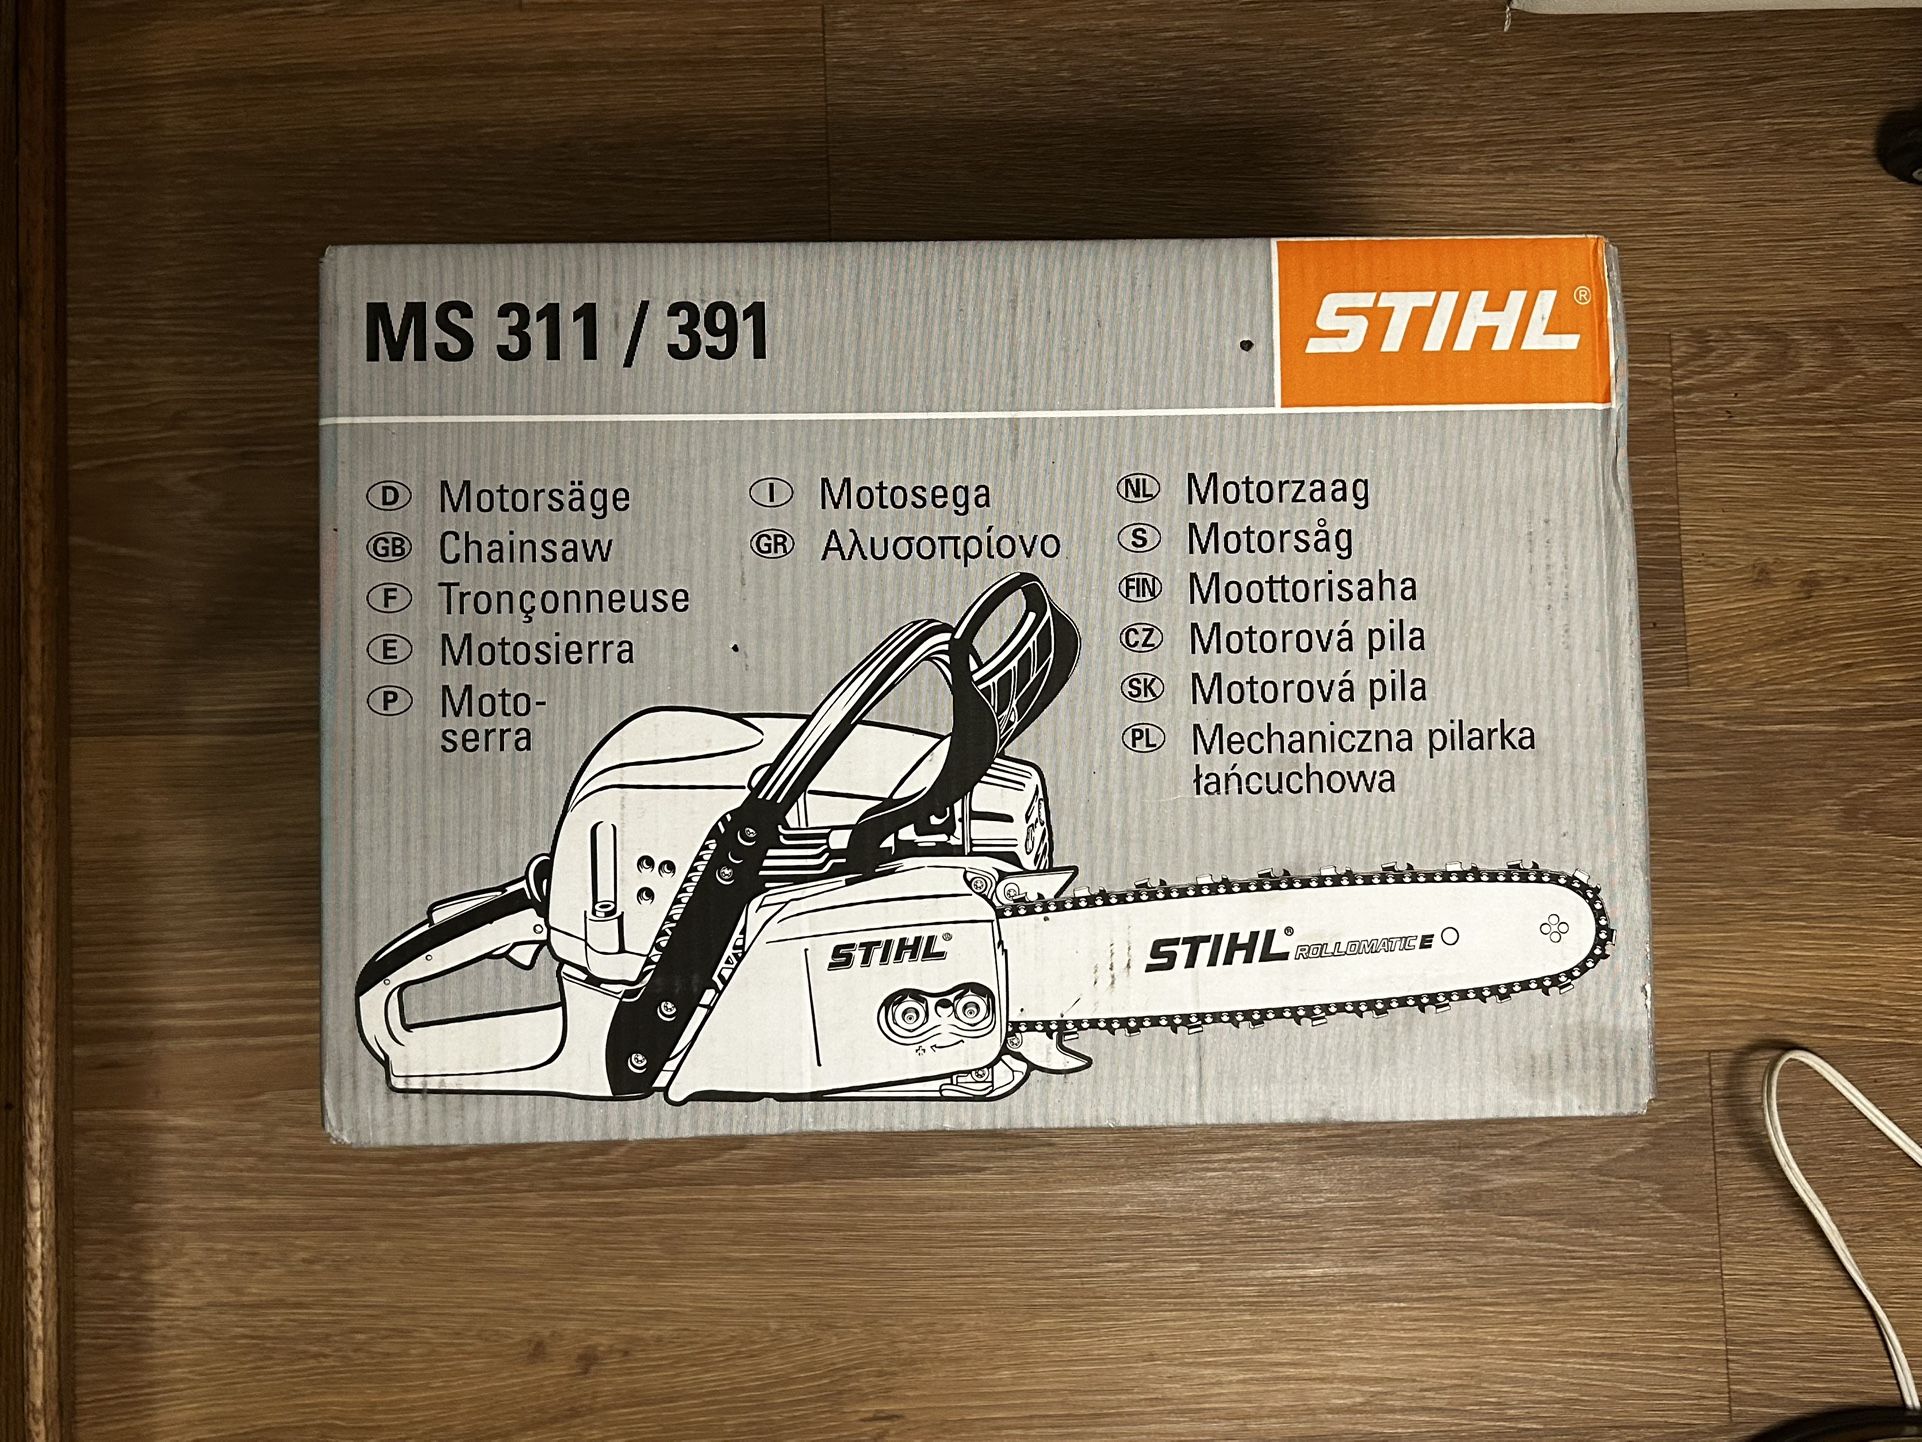 MS 311 / 391
STIHL®
D Motorsäge
GB Chainsaw
F Tronçonneuse
E Motosierra
P Moto-
serra
I Motosega
GR Αλυσοπρίονο
NL Motorzaag
S Motorsåg
FIN Moottorisaha
CZ Motorová pila
SK Motorová pila
PL Mechaniczna pilarka
łańcuchowa
STIHL®
STIHL® ROLLOMATIC E